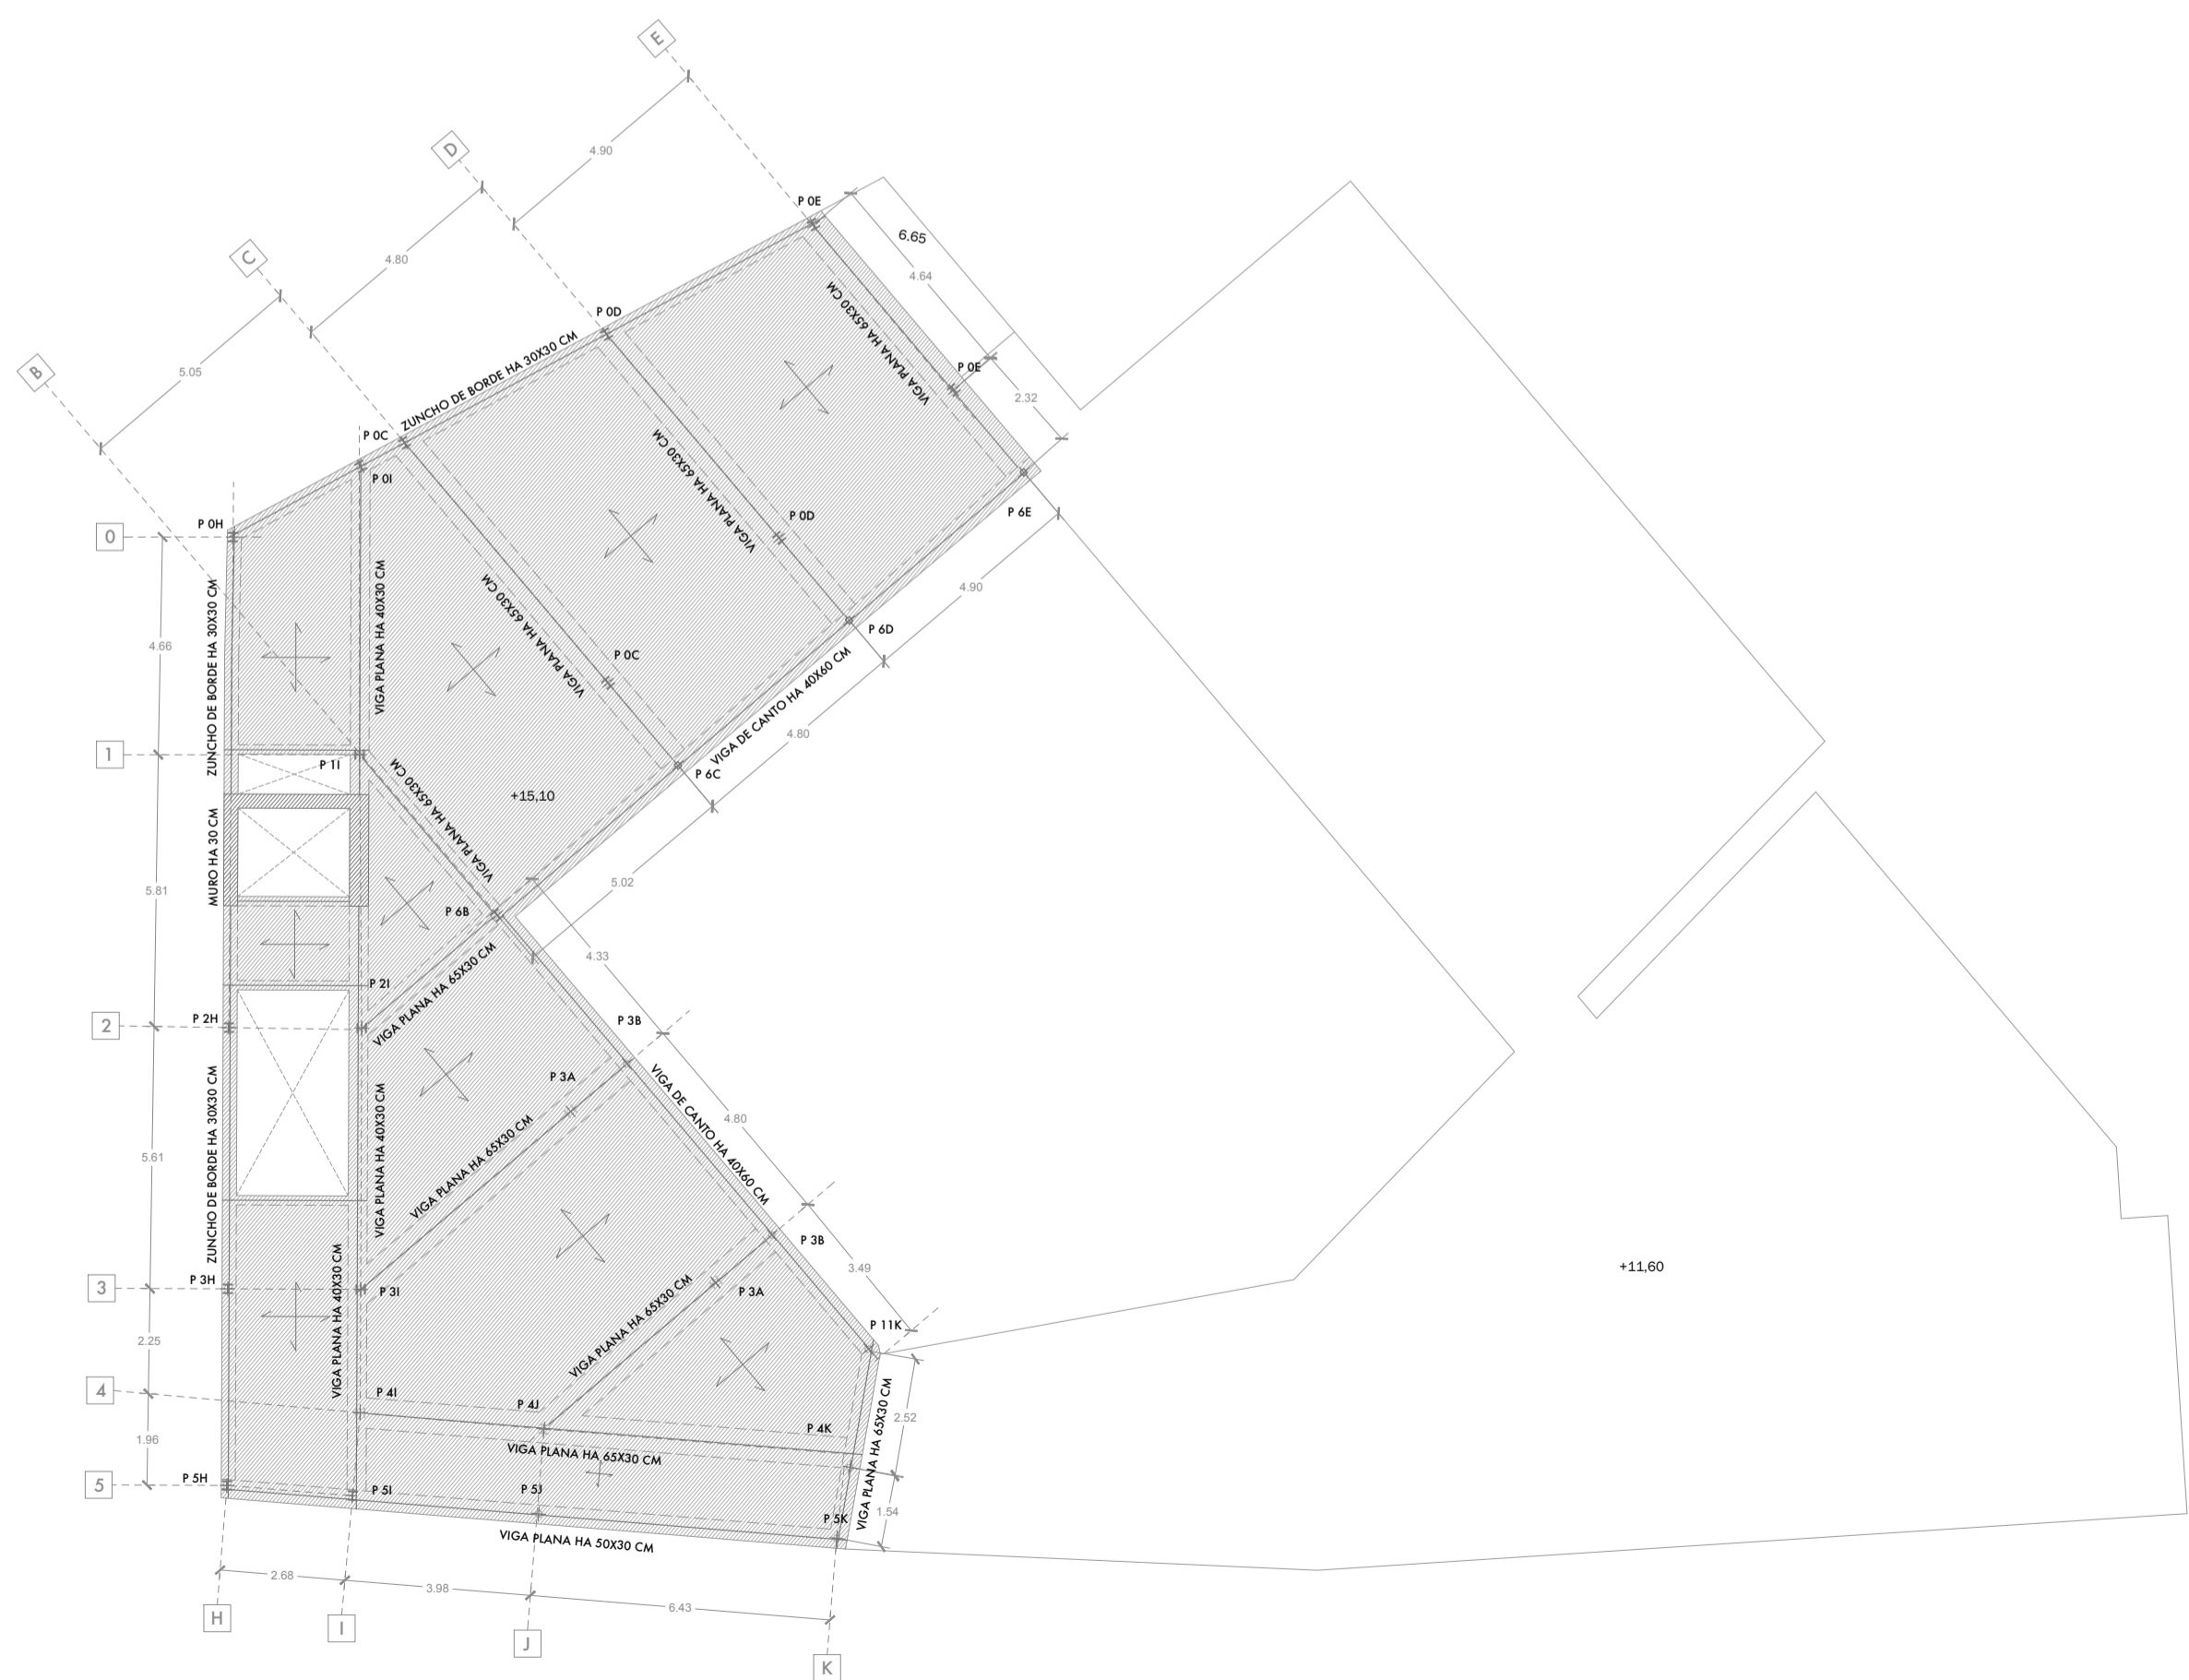 E
D
4.90
P 0E
C
4.80
6.65
4.64
P 0D
P 0E
VIGA PLANA HA 65X30 CM
B
5.05
ZUNCHO DE BORDE HA 30X30 CM
2.32
P 0C
P 0I
VIGA PLANA HA 65X30 CM
P 6E
P 0H
P 0D
0
VIGA PLANA HA 40X30 CM
VIGA PLANA HA 65X30 CM
4.90
ZUNCHO DE BORDE HA 30X30 CM
4.66
P 0C
P 6D
VIGA DE CANTO HA 40X60 CM
4.80
1
P 1I
P 6C
VIGA PLANA HA 65X30 CM
+15,10
MURO HA 30 CM
5.81
5.02
P 6B
4.33
P 2I
VIGA PLANA HA 65X30 CM
2
P 2H
P 3B
P 3A
ZUNCHO DE BORDE HA 30X30 CM
VIGA PLANA HA 40X30 CM
VIGA DE CANTO HA 40X60 CM
4.80
5.61
VIGA PLANA HA 65X30 CM
P 3B
3.49
+11,60
3
P 3H
P 3I
VIGA PLANA HA 40X30 CM
VIGA PLANA HA 65X30 CM
P 3A
P 11K
2.25
4
P 4I
P 4J
P 4K
VIGA PLANA HA 65X30 CM
2.52
1.96
VIGA PLANA HA 65X30 CM
5
P 5H
P 5I
P 5J
P 5K
1.54
VIGA PLANA HA 50X30 CM
2.68
3.98
6.43
H
I
J
K